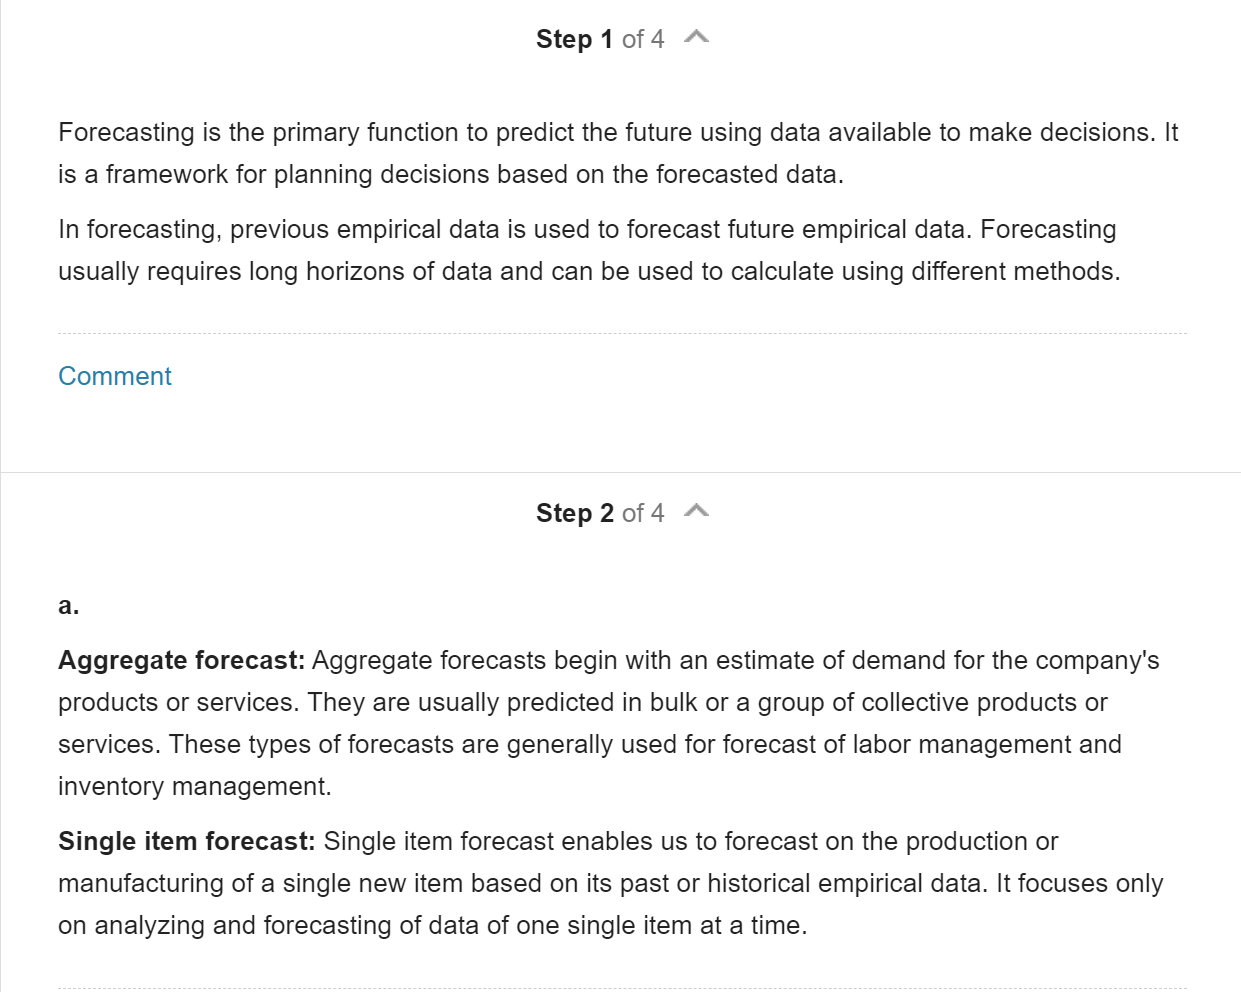 Step 1 of 4
Forecasting is the primary function to predict the future using data available to make decisions. It
is a framework for planning decisions based on the forecasted data.
In forecasting, previous empirical data is used to forecast future empirical data. Forecasting
usually requires long horizons of data and can be used to calculate using different methods.
Comment
Step 2 of 4
a.
Aggregate forecast: Aggregate forecasts begin with an estimate of demand for the company's
products or services. They are usually predicted in bulk or a group of collective products or
services. These types of forecasts are generally used for forecast of labor management and
inventory management.
Single item forecast: Single item forecast enables us to forecast on the production or
manufacturing of a single new item based on its past or historical empirical data. It focuses only
on analyzing and forecasting of data of one single item at a time.